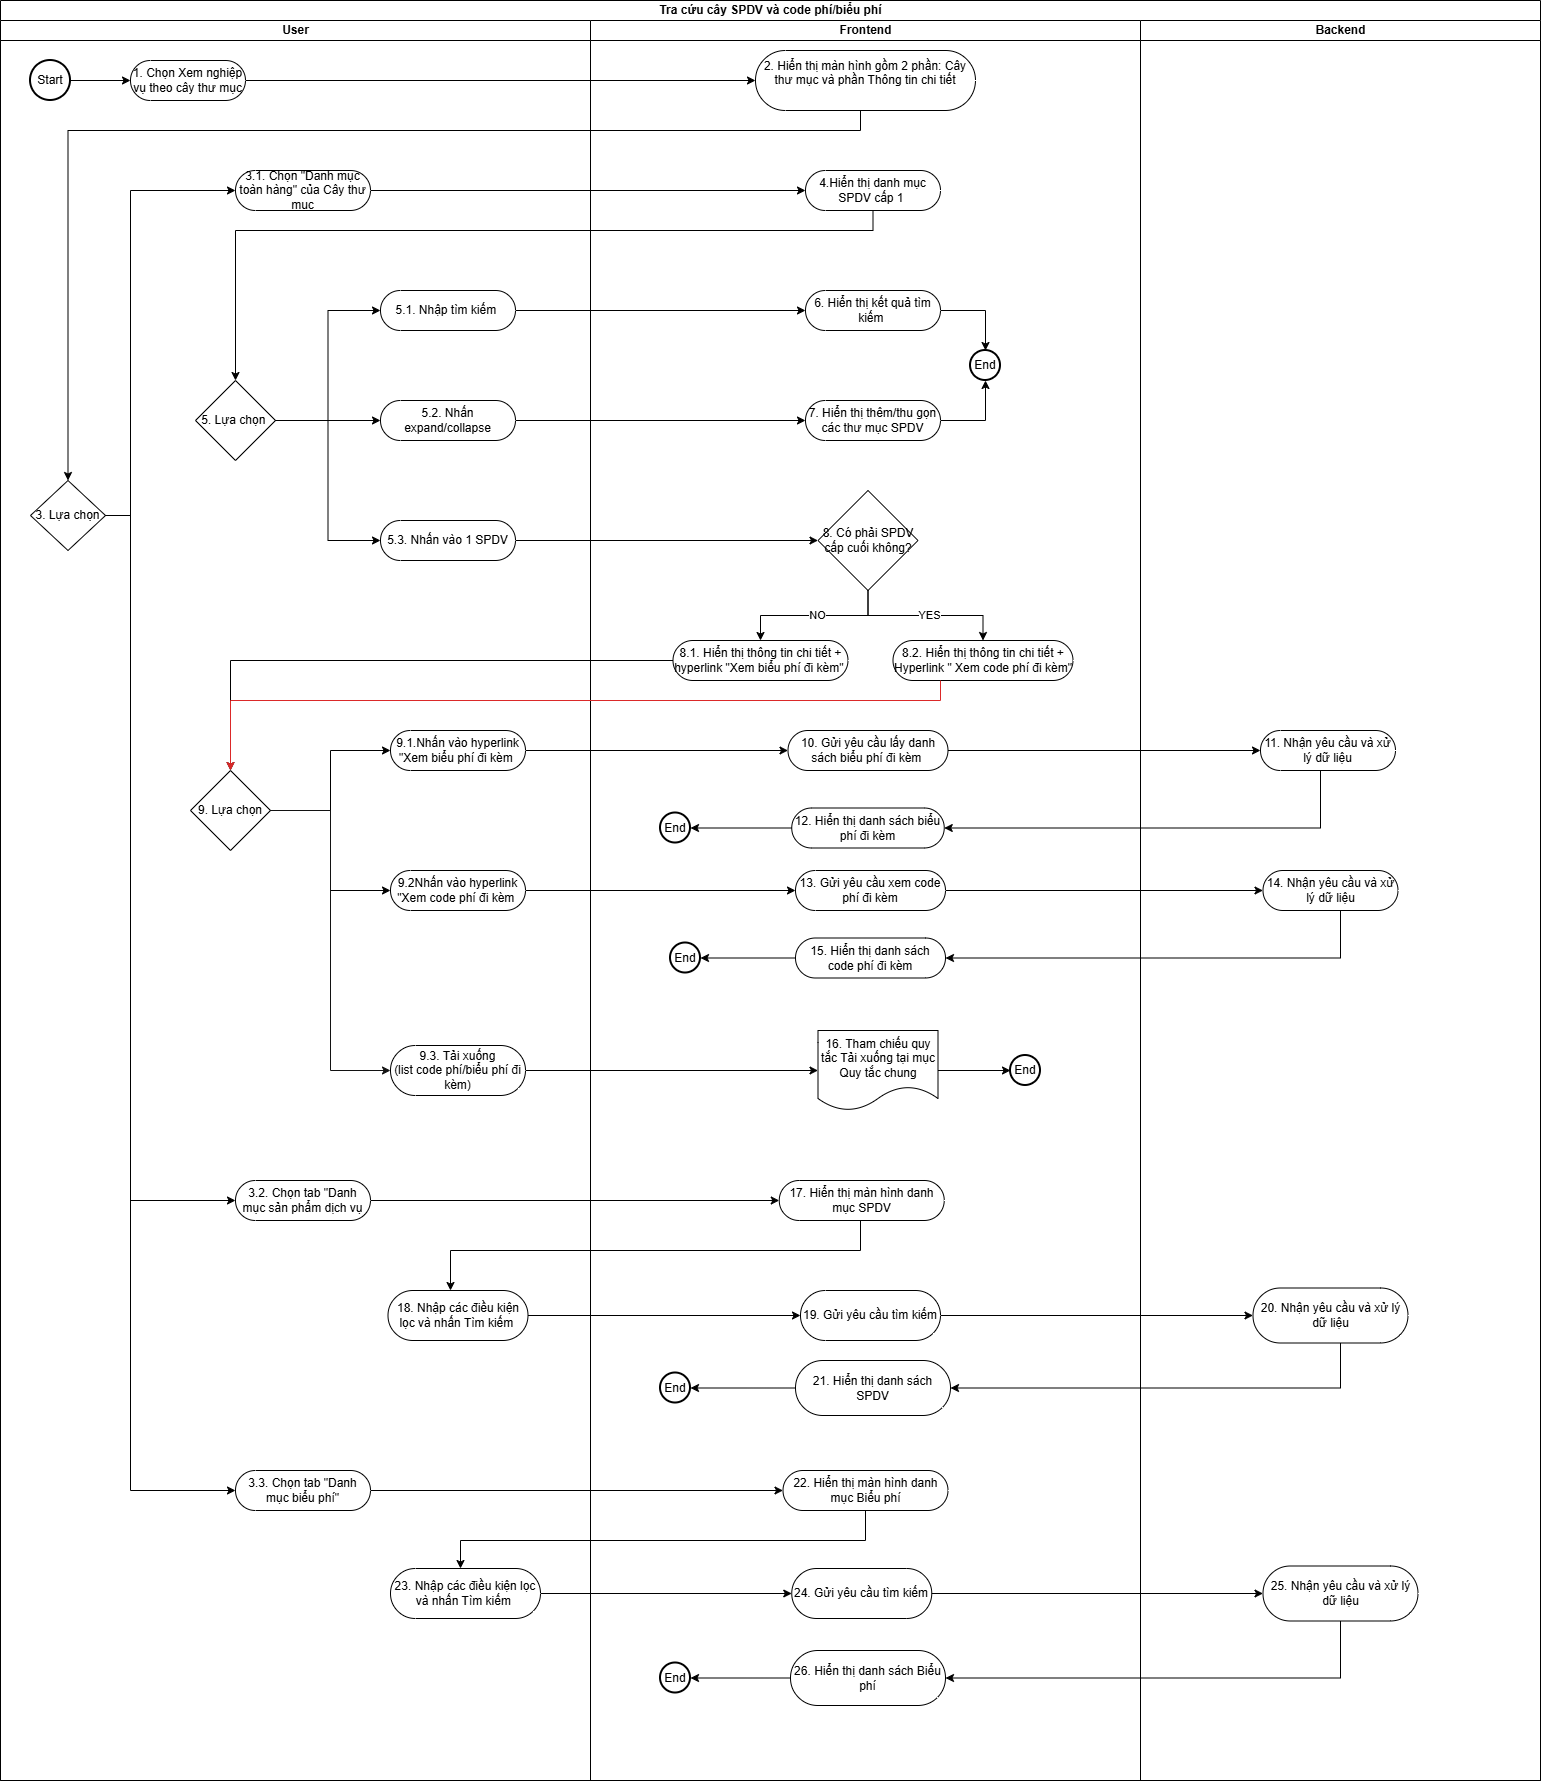 Tra cứu cây SPDV và code phí/biểu phí
User
Frontend
Backend
Start
1. Chọn Xem nghiệp
vụ theo cây thư mục
2. Hiển thị màn hình gồm 2 phần: Cây
thư mục và phần Thông tin chi tiết
3.1. Chọn "Danh mục
toàn hàng" của Cây thư
mục
4.Hiển thị danh mục
SPDV cấp 1
5.1. Nhập tìm kiếm
6. Hiển thị kết quả tìm
kiếm
End
5. Lựa chọn
5.2. Nhấn
expand/collapse
7. Hiển thị thêm/thu gọn
các thư mục SPDV
3. Lựa chọn
5.3. Nhấn vào 1 SPDV
8. Có phải SPDV
cấp cuối không?
NO
YES
8.1. Hiển thị thông tin chi tiết +
hyperlink "Xem biểu phí đi kèm"
8.2. Hiển thị thông tin chi tiết +
Hyperlink " Xem code phí đi kèm"
9.1.Nhấn vào hyperlink
"Xem biểu phí đi kèm
10. Gửi yêu cầu lấy danh
sách biểu phí đi kèm
11. Nhận yêu cầu và xử
lý dữ liệu
9. Lựa chọn
End
12. Hiển thị danh sách biểu
phí đi kèm
9.2Nhấn vào hyperlink
"Xem code phí đi kèm
13. Gửi yêu cầu xem code
phí đi kèm
14. Nhận yêu cầu và xử
lý dữ liệu
End
15. Hiển thị danh sách
code phí đi kèm
9.3. Tải xuống
(list code phí/biểu phí đi
kèm)
16. Tham chiếu quy
tắc Tải xuống tại mục
Quy tắc chung
End
3.2. Chọn tab "Danh
mục sản phẩm dịch vụ
17. Hiển thị màn hình danh
mục SPDV
18. Nhập các điều kiện
lọc và nhấn Tìm kiếm
19. Gửi yêu cầu tìm kiếm
20. Nhận yêu cầu và xử lý
dữ liệu
End
21. Hiển thị danh sách
SPDV
3.3. Chọn tab "Danh
mục biểu phí"
22. Hiển thị màn hình danh
mục Biểu phí
23. Nhập các điều kiện lọc
và nhấn Tìm kiếm
24. Gửi yêu cầu tìm kiếm
25. Nhận yêu cầu và xử lý
dữ liệu
End
26. Hiển thị danh sách Biểu
phí